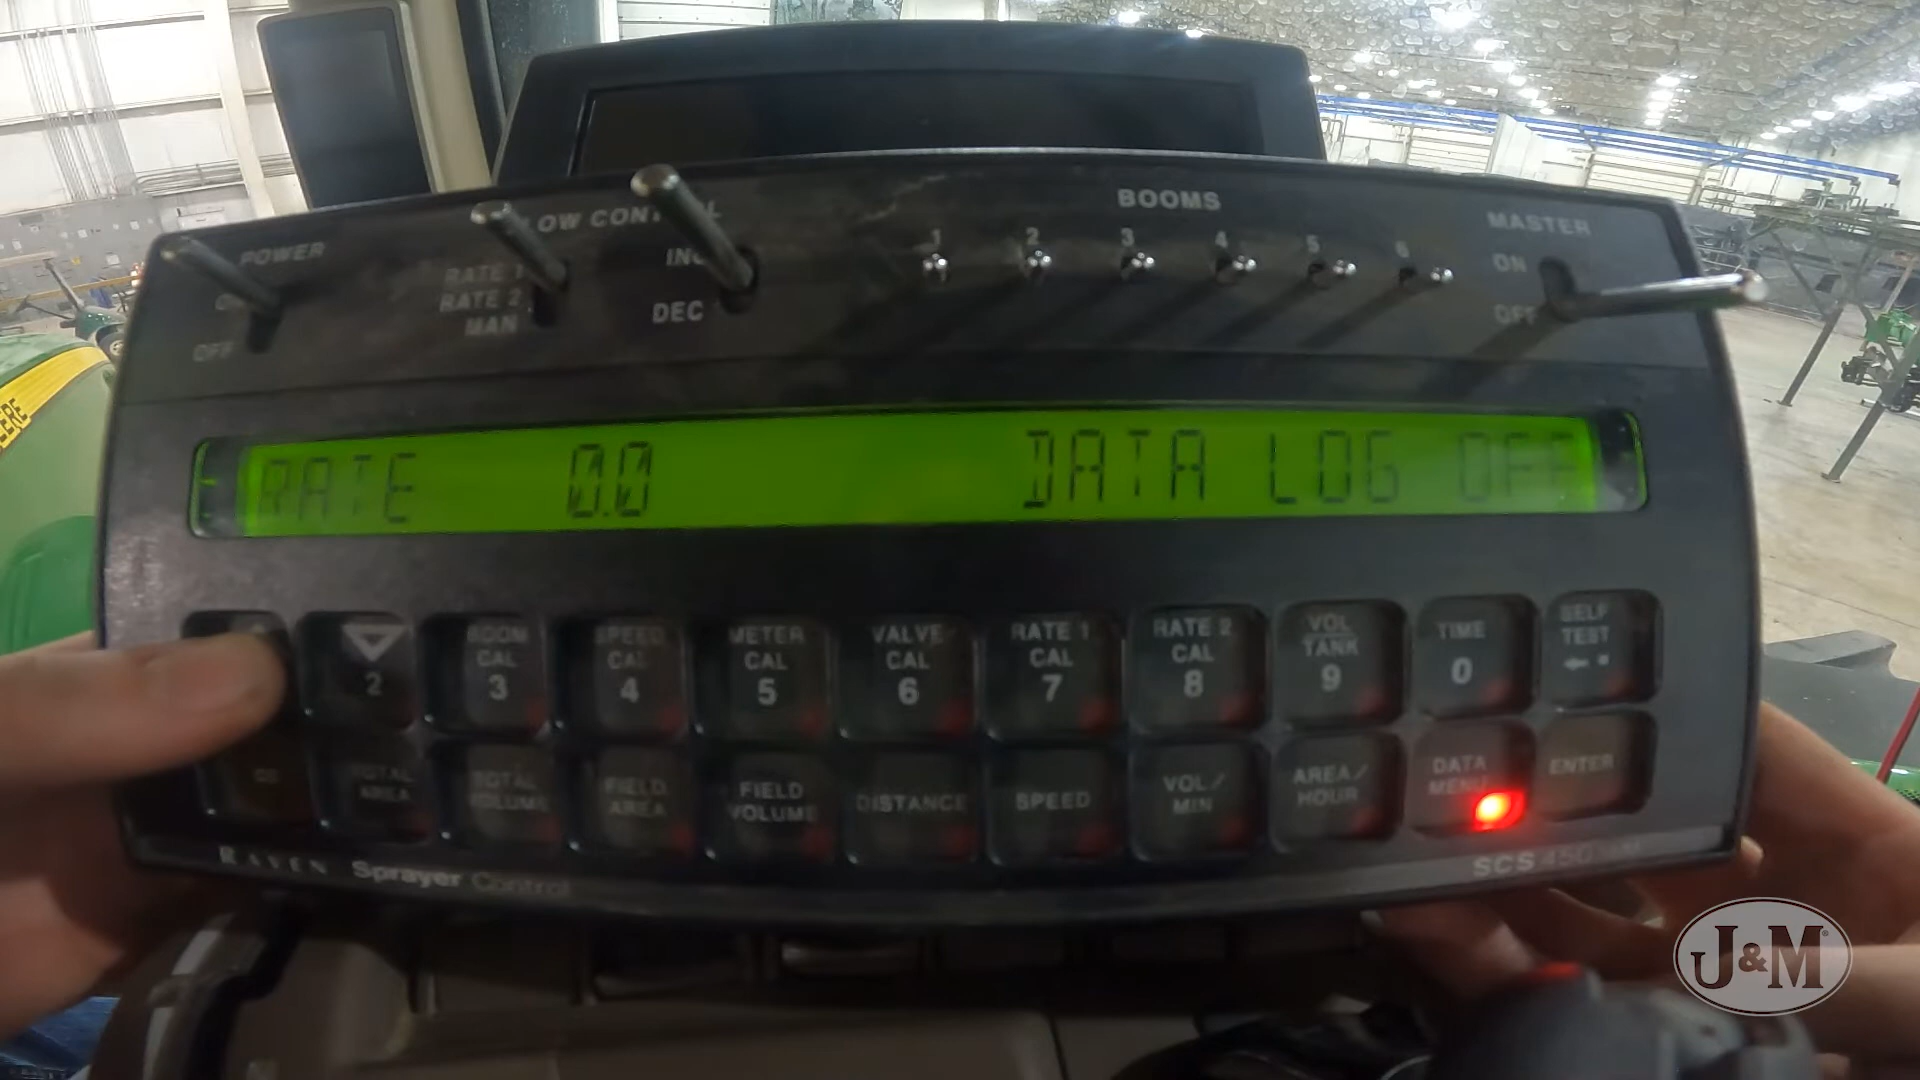 POWER
ON
OFF
FLOW CONTROL
RATE 1
RATE 2
MAN
INC
DEC
BOOMS
1 2 3 4 5 6
MASTER
ON
OFF
RATE 0.0 DATA LOG OFF
2
BOOM CAL 3
SPEED CAL 4
METER CAL 5
VALVE CAL 6
RATE 1 CAL 7
RATE 2 CAL 8
VOL TANK 9
TIME 0
SELF TEST
CE
TOTAL AREA
TOTAL VOLUME
FIELD AREA
FIELD VOLUME
DISTANCE
SPEED
VOL/ MIN
AREA/ HOUR
DATA MENU
ENTER
RAVEN Sprayer Control
SCS
J&M
EERE